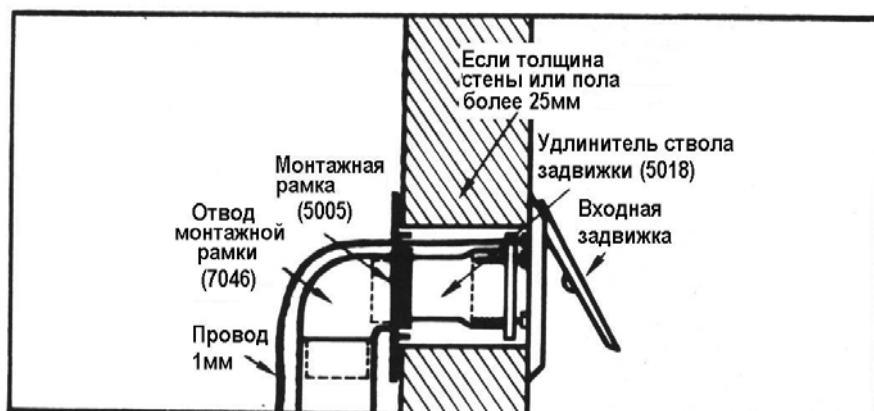 Если толщина
стены или пола
более 25мм
Удлинитель ствола
задвижки (5018)
Монтажная
рамка
(5005)
Входная
задвижка
Отвод
монтажной
рамки
(7046)
Провод
1мм